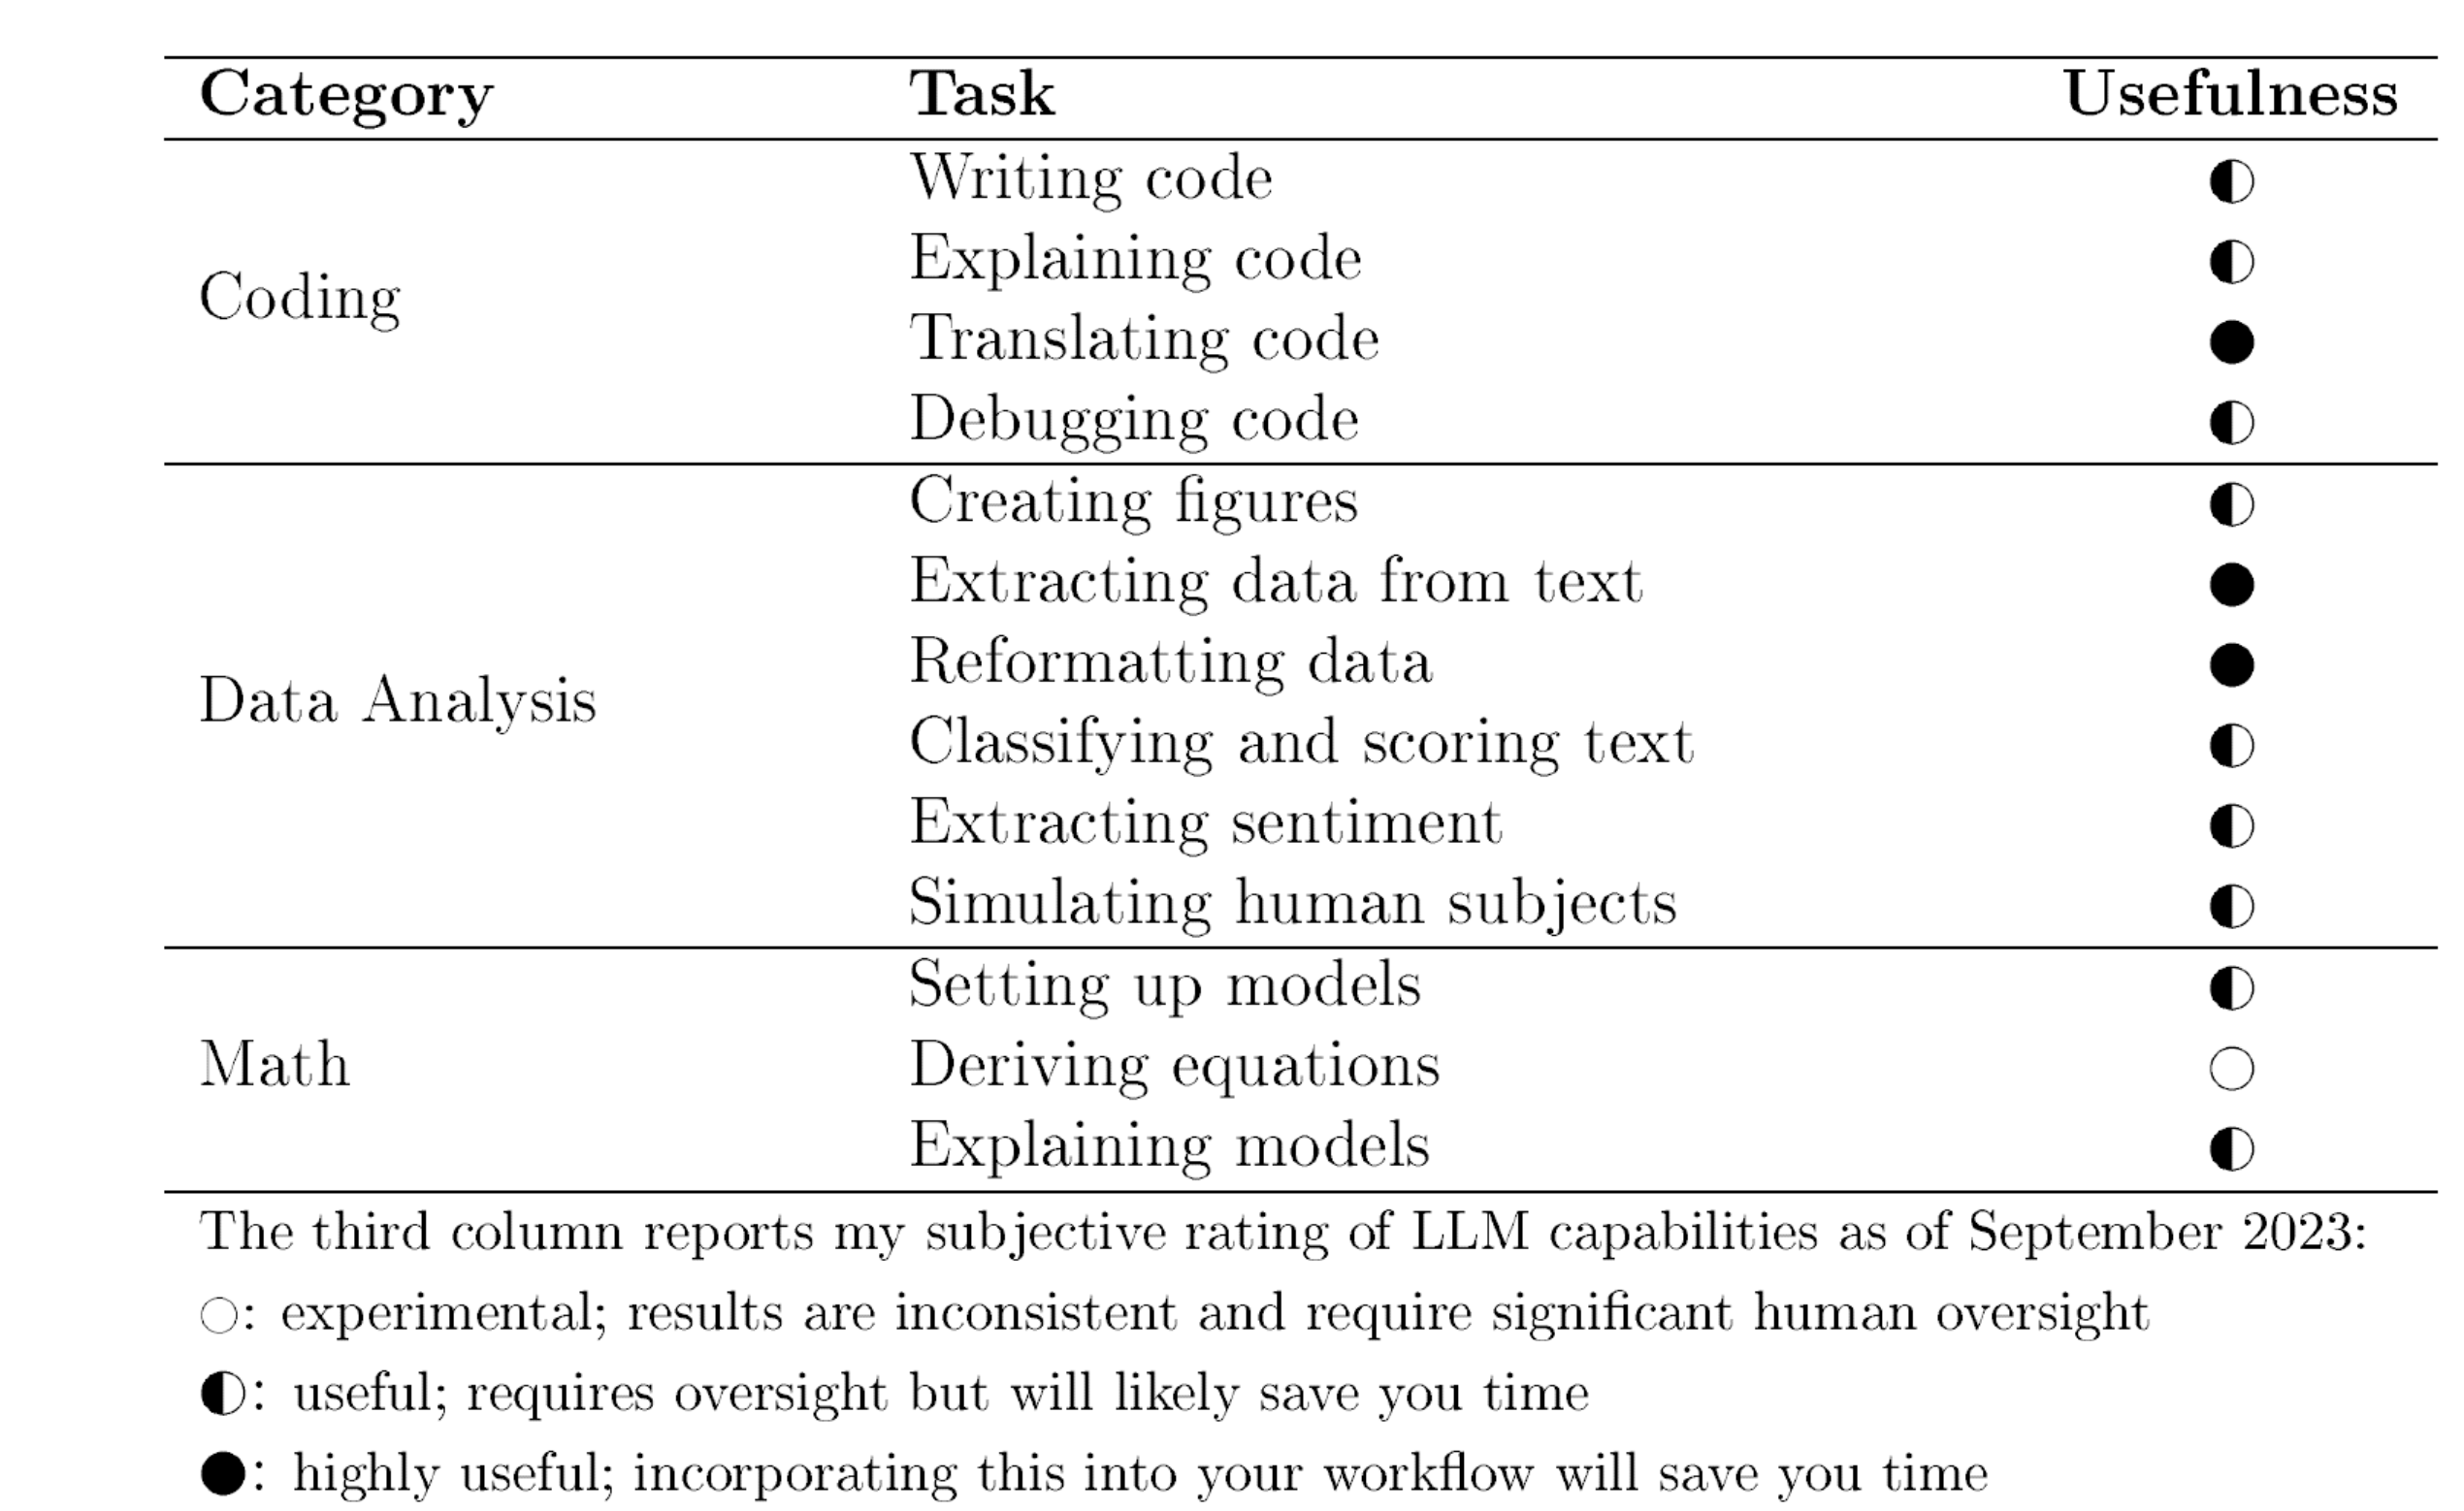 Category Task Usefulness
Writing code ◐
Explaining code ◐
Coding
Translating code ●
Debugging code ◐
Creating figures ◐
Extracting data from text ●
Reformatting data ●
Data Analysis
Classifying and scoring text ◐
Extracting sentiment ◐
Simulating human subjects ◐
Setting up models ◐
Math Deriving equations ○
Explaining models ◐
The third column reports my subjective rating of LLM capabilities as of September 2023:
○: experimental; results are inconsistent and require significant human oversight
◐: useful; requires oversight but will likely save you time
●: highly useful; incorporating this into your workflow will save you time